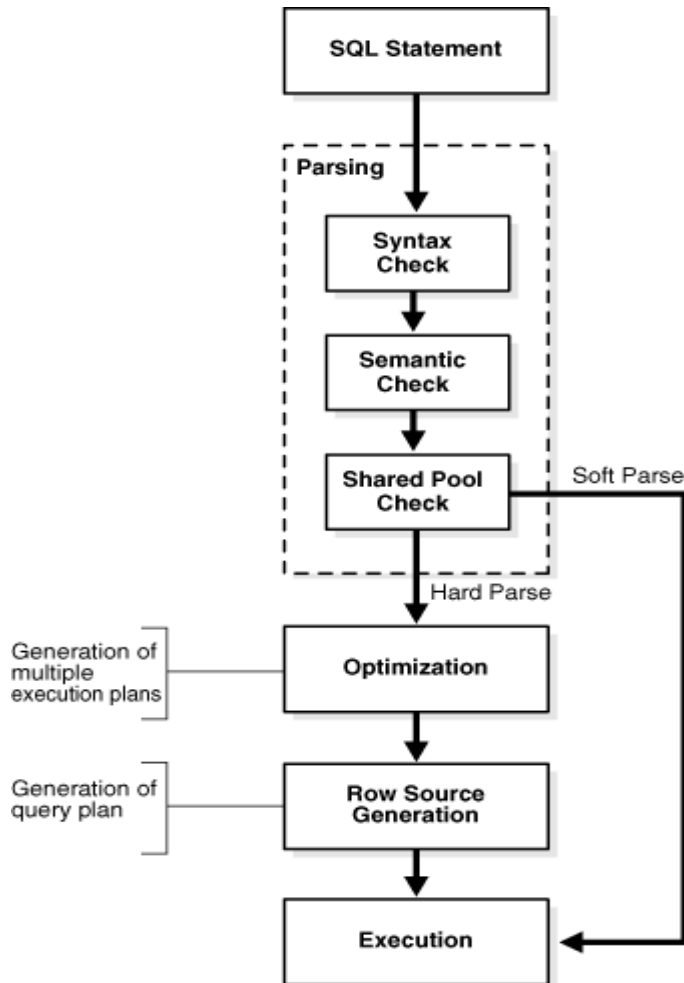 SQL Statement
Parsing
Syntax
Check
Semantic
Check
Shared Pool
Check
Soft Parse
Hard Parse
Generation of
multiple
execution plans
Optimization
Generation of
query plan
Row Source
Generation
Execution